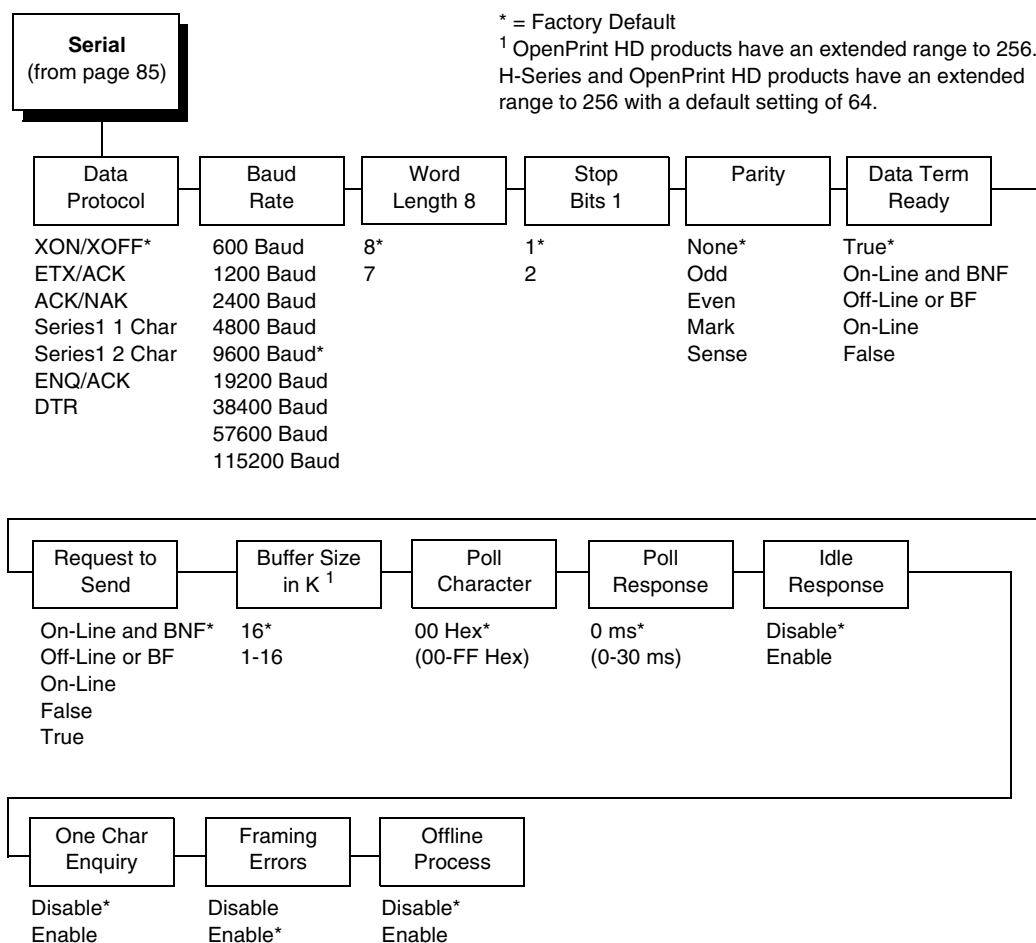 Serial
(from page 85)
* = Factory Default
1 OpenPrint HD products have an extended range to 256.
H-Series and OpenPrint HD products have an extended
range to 256 with a default setting of 64.
Data
Protocol
XON/XOFF*
ETX/ACK
ACK/NAK
Series1 1 Char
Series1 2 Char
ENQ/ACK
DTR
Baud
Rate
600 Baud
1200 Baud
2400 Baud
4800 Baud
9600 Baud*
19200 Baud
38400 Baud
57600 Baud
115200 Baud
Word
Length 8
8*
7
Stop
Bits 1
1*
2
Parity
None*
Odd
Even
Mark
Sense
Data Term
Ready
True*
On-Line and BNF
Off-Line or BF
On-Line
False
Request to
Send
On-Line and BNF*
Off-Line or BF
On-Line
False
True
Buffer Size
in K 1
16*
1-16
Poll
Character
00 Hex*
(00-FF Hex)
Poll
Response
0 ms*
(0-30 ms)
Idle
Response
Disable*
Enable
One Char
Enquiry
Disable*
Enable
Framing
Errors
Disable
Enable*
Offline
Process
Disable*
Enable